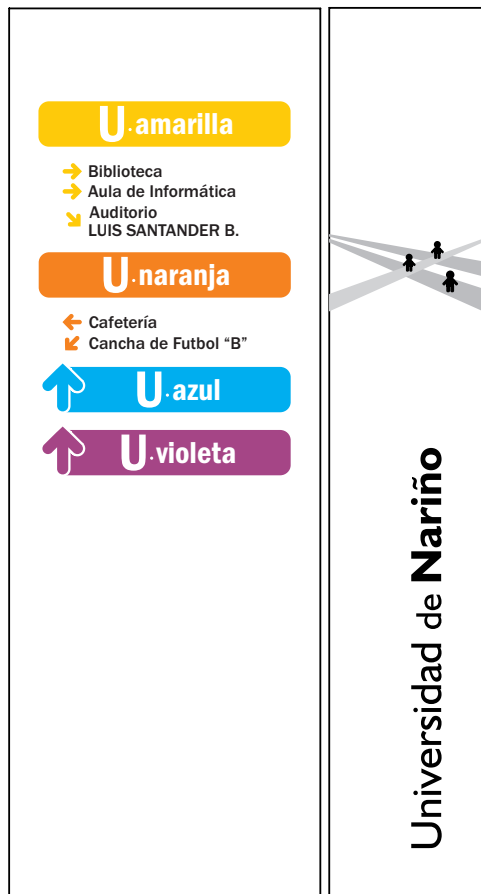 U·amarilla
Biblioteca
Aula de Informática
Auditorio
LUIS SANTANDER B.
U·naranja
Cafetería
Cancha de Futbol “B”
U·azul
U·violeta
Universidad de Nariño